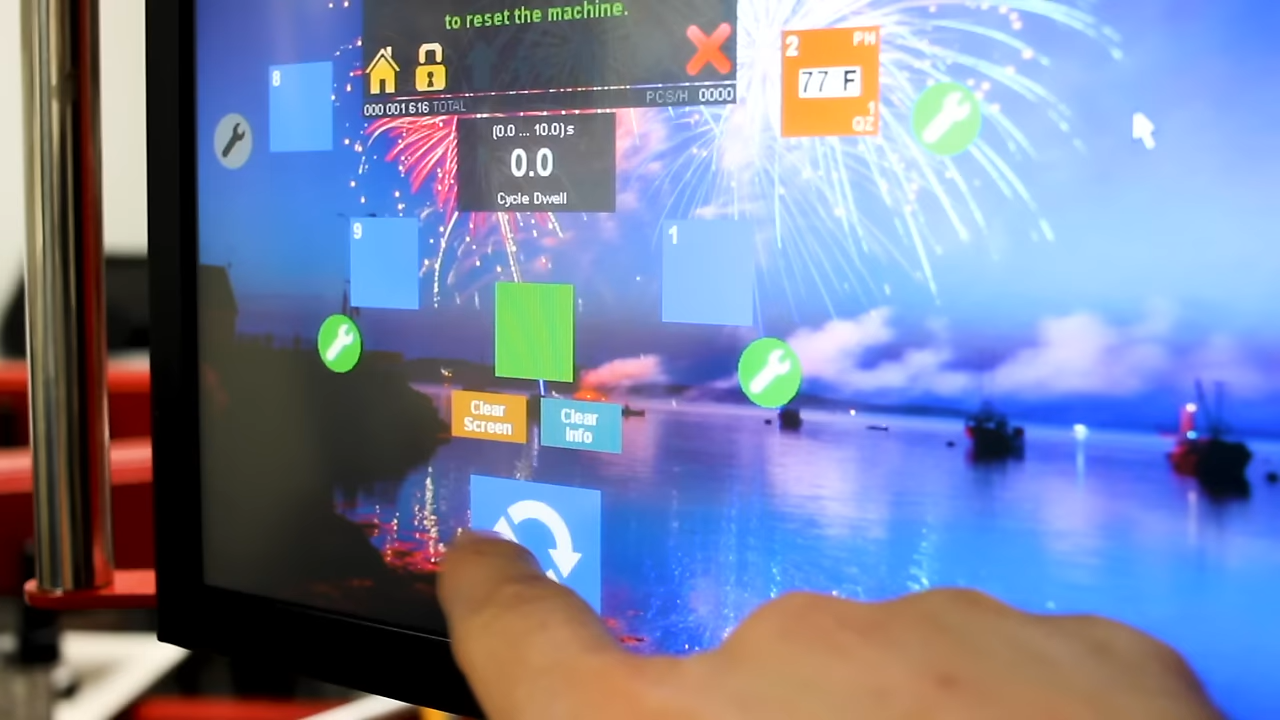 to reset the machine.
000 001 616 TOTAL
PCS/H 0000
2 PH
77 F
1
QZ
8
(0.0 ... 10.0)s
0.0
Cycle Dwell
9
1
Clear
Screen
Clear
Info